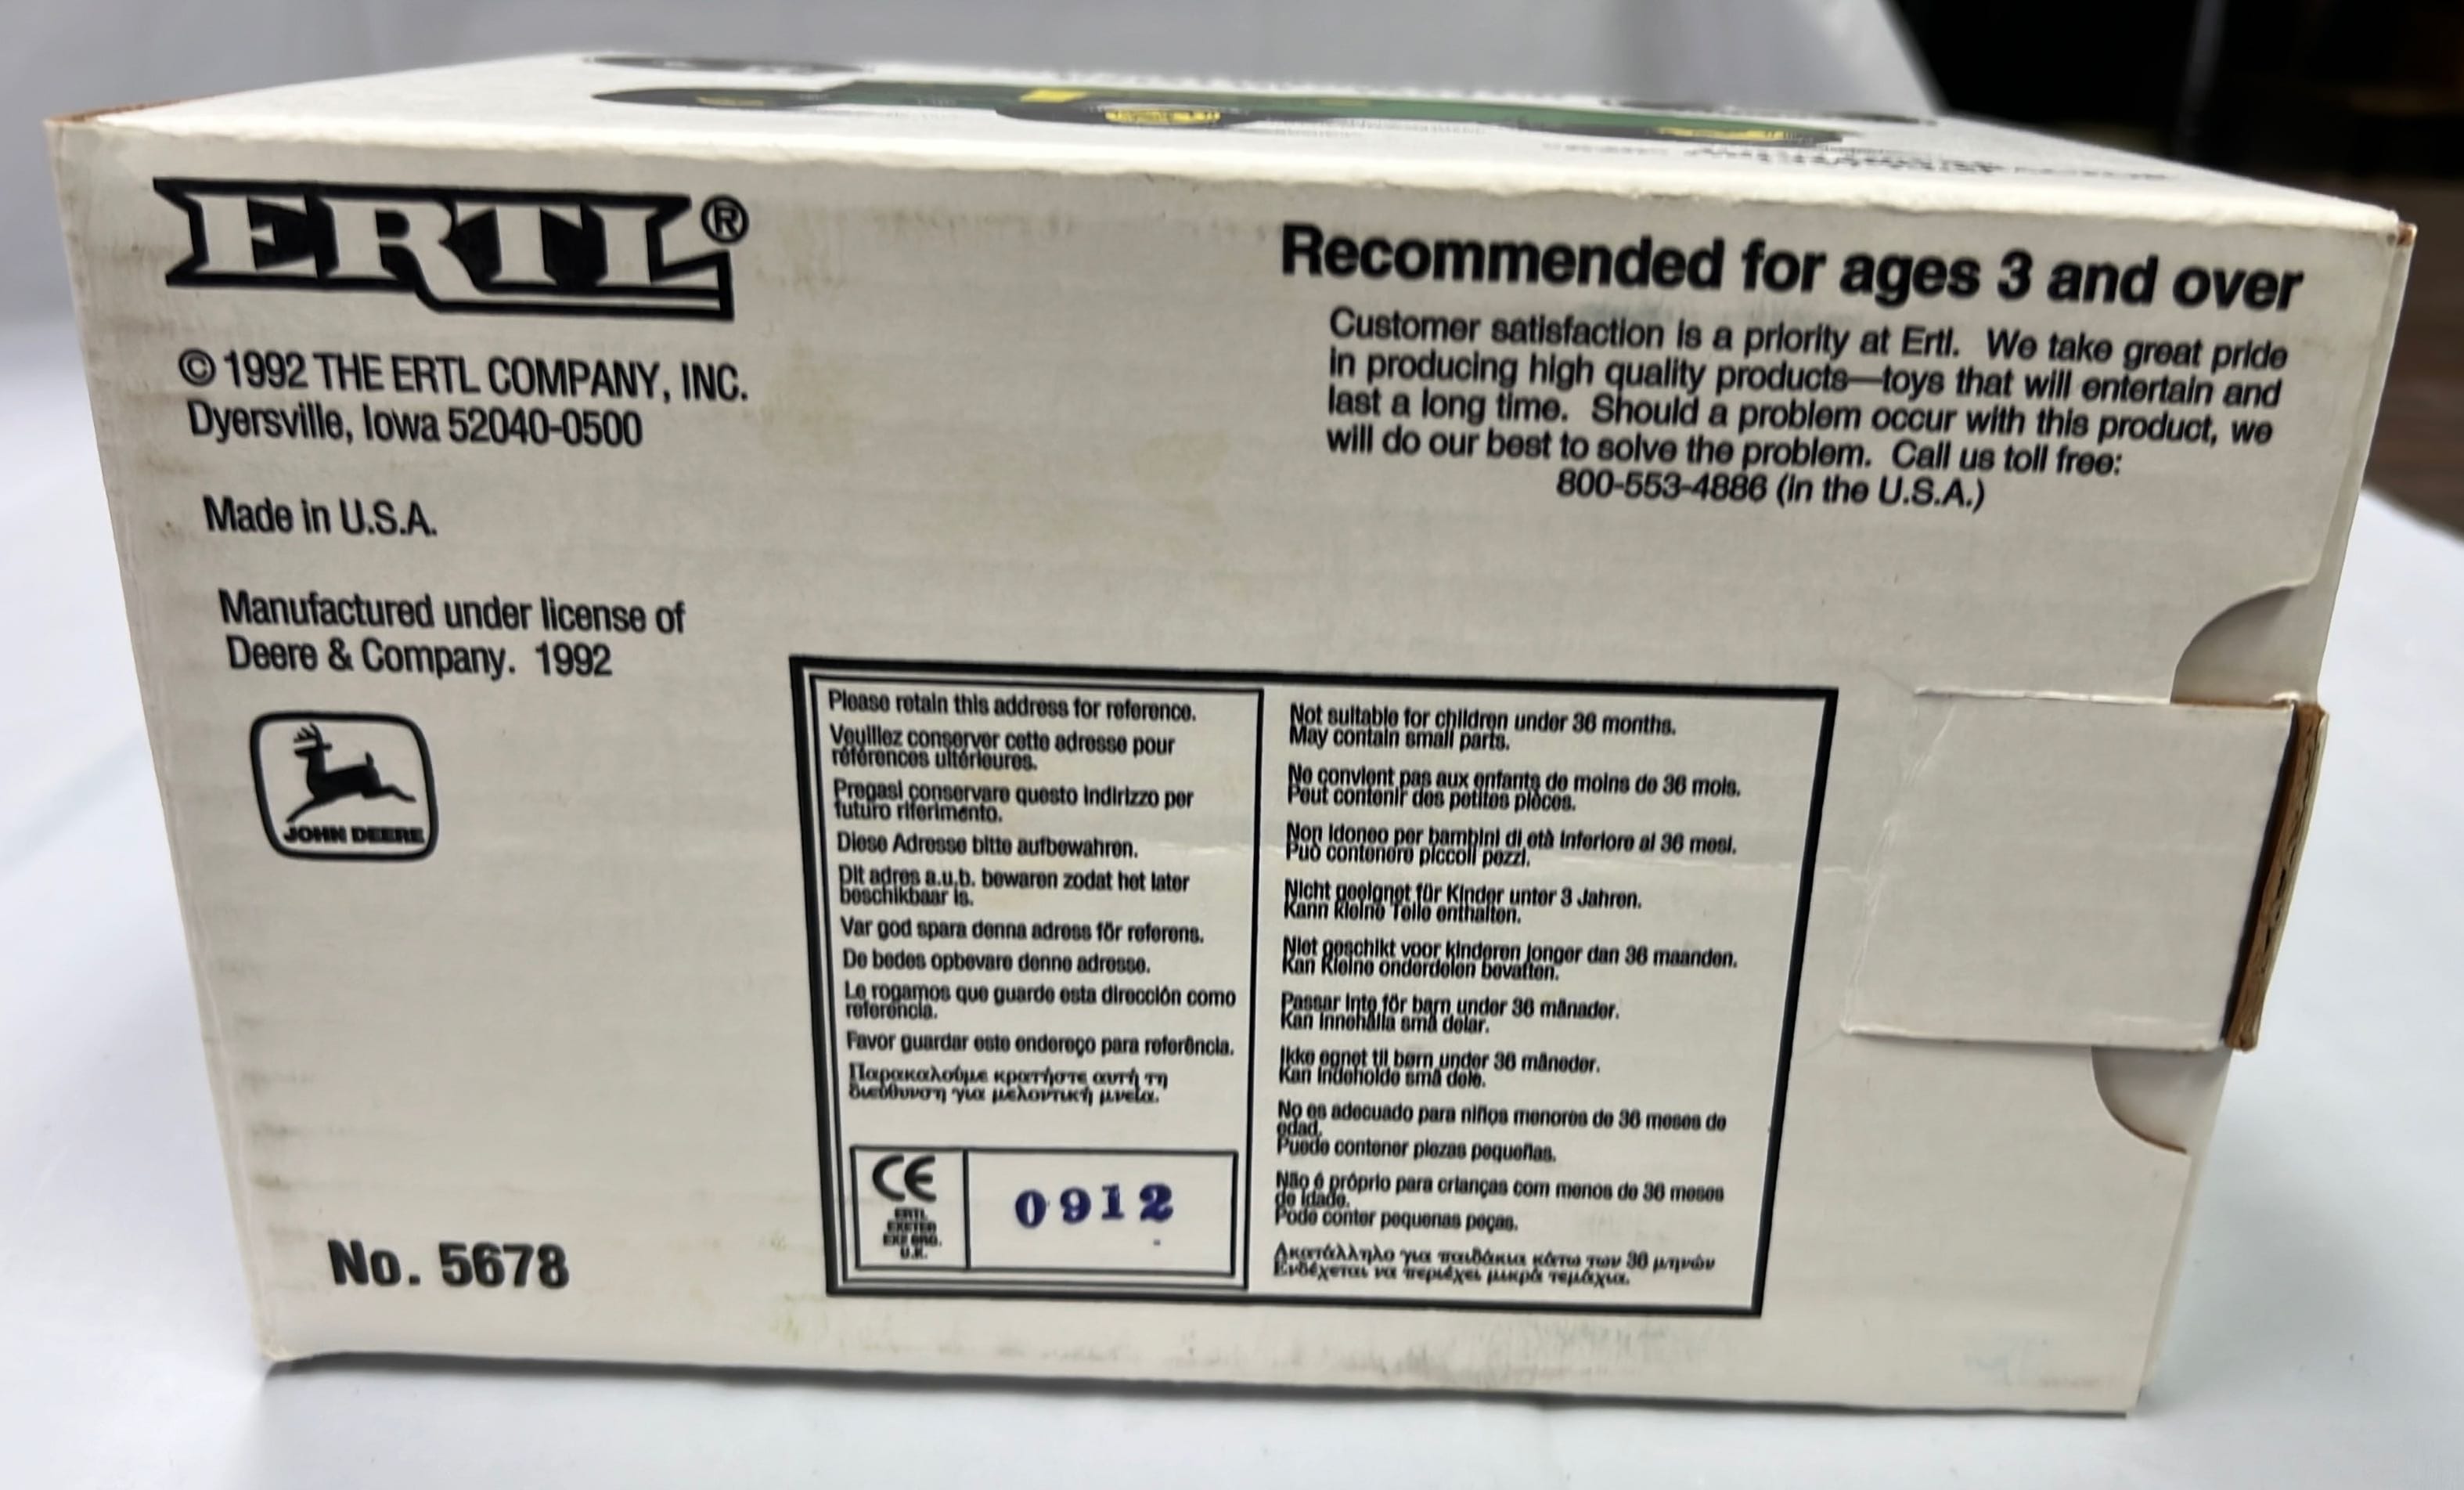 ERTL®
© 1992 THE ERTL COMPANY, INC.
Dyersville, Iowa 52040-0500
Made in U.S.A.
Manufactured under license of
Deere & Company. 1992
JOHN DEERE
No. 5678
Recommended for ages 3 and over
Customer satisfaction is a priority at Ertl. We take great pride
in producing high quality products—toys that will entertain and
last a long time. Should a problem occur with this product, we
will do our best to solve the problem. Call us toll free:
800-553-4886 (in the U.S.A.)
Please retain this address for reference.
Veuillez conserver cette adresse pour
références ultérieures.
Pregasi conservare questo indirizzo per
futuro riferimento.
Diese Adresse bitte aufbewahren.
Dit adres a.u.b. bewaren zodat het later
beschikbaar is.
Var god spara denna adress för referens.
De bedes opbevare denne adresse.
Le rogamos que guarde esta dirección como
referencia.
Favor guardar este endereço para referência.
Παρακαλούμε κρατήστε αυτή τη
διεύθυνση για μελοντική μνεία.
CE
ERTL
EXETER
EX2 8RG.
U.K.
0912
Not suitable for children under 36 months.
May contain small parts.
Ne convient pas aux enfants de moins de 36 mois.
Peut contenir des petites pièces.
Non idoneo per bambini di età inferiore ai 36 mesi.
Può contenere piccoli pezzi.
Nicht geeignet für Kinder unter 3 Jahren.
Kann kleine Teile enthalten.
Niet geschikt voor kinderen jonger dan 36 maanden.
Kan Kleine onderdelen bevatten.
Passar inte för barn under 36 månader.
Kan innehålla små delar.
Ikke egnet til børn under 36 måneder.
Kan indeholde små dele.
No es adecuado para niños menores de 36 meses de
edad.
Puede contener piezas pequeñas.
Não é próprio para crianças com menos de 36 meses
de idade.
Pode conter pequenas peças.
Ακατάλληλο για παιδάκια κάτω των 36 μηνών
Ενδέχεται να περιέχει μικρά τεμάχια.